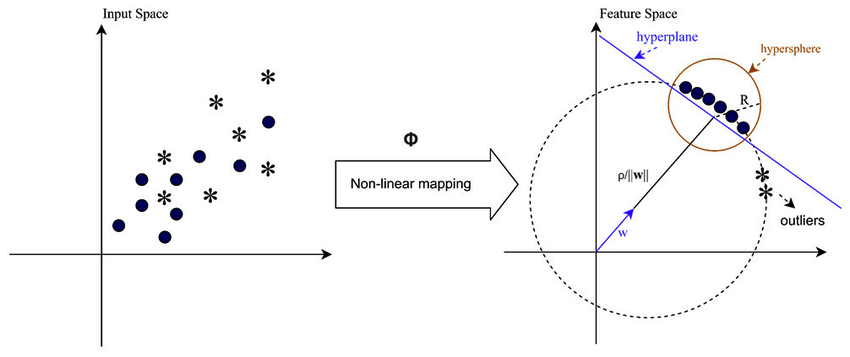 Input Space
Φ
Non-linear mapping
Feature Space
hyperplane
hypersphere
R
ρ/||w||
w
outliers